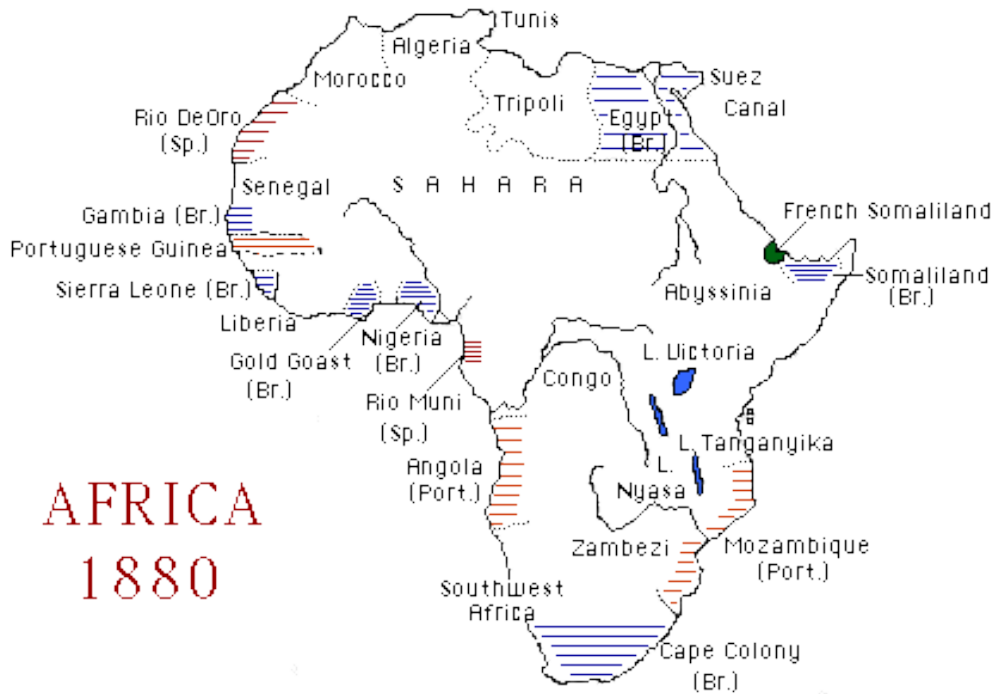 Tunis
Algeria
Morocco
Suez
Canal
Tripoli
Rio DeOro
(Sp.)
Egypt
(Br.)
SAHARA
Senegal
Gambia (Br.)
French Somaliland
Portuguese Guinea
Somaliland
(Br.)
Sierra Leone (Br.)
Abyssinia
Liberia
Nigeria
(Br.)
Gold Goast
(Br.)
L. Victoria
Congo
Rio Muni
(Sp.)
L. Tanganyika
Angola
(Port.)
L.
Nyasa
AFRICA
1880
Zambezi
Mozambique
(Port.)
Southwest
Africa
Cape Colony
(Br.)